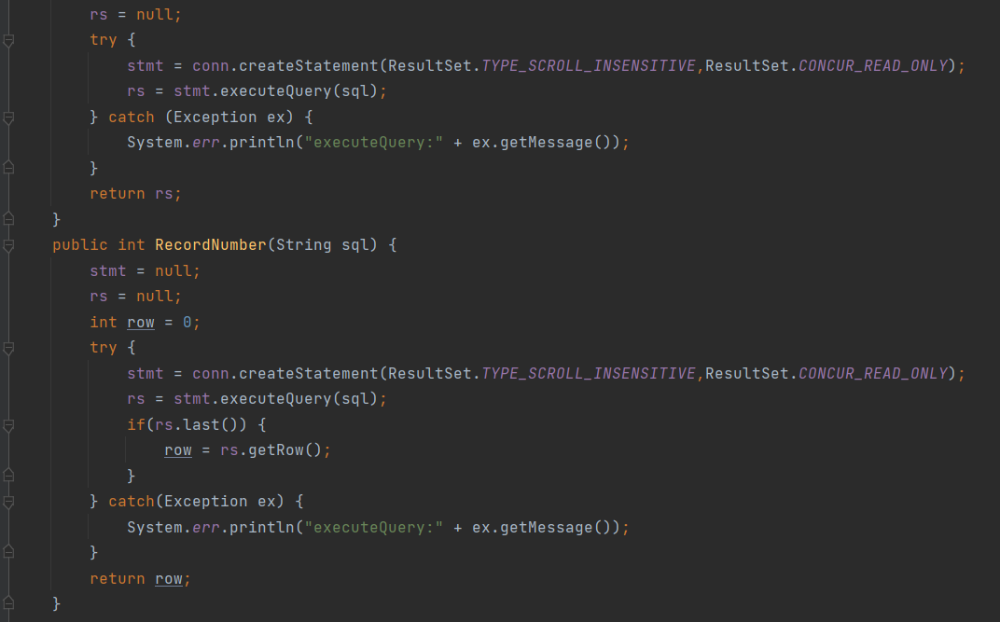 rs = null;
try {
stmt = conn.createStatement(ResultSet.TYPE_SCROLL_INSENSITIVE,ResultSet.CONCUR_READ_ONLY);
rs = stmt.executeQuery(sql);
} catch (Exception ex) {
System.err.println("executeQuery:" + ex.getMessage());
}
return rs;
}
public int RecordNumber(String sql) {
stmt = null;
rs = null;
int row = 0;
try {
stmt = conn.createStatement(ResultSet.TYPE_SCROLL_INSENSITIVE,ResultSet.CONCUR_READ_ONLY);
rs = stmt.executeQuery(sql);
if(rs.last()) {
row = rs.getRow();
}
} catch(Exception ex) {
System.err.println("executeQuery:" + ex.getMessage());
}
return row;
}